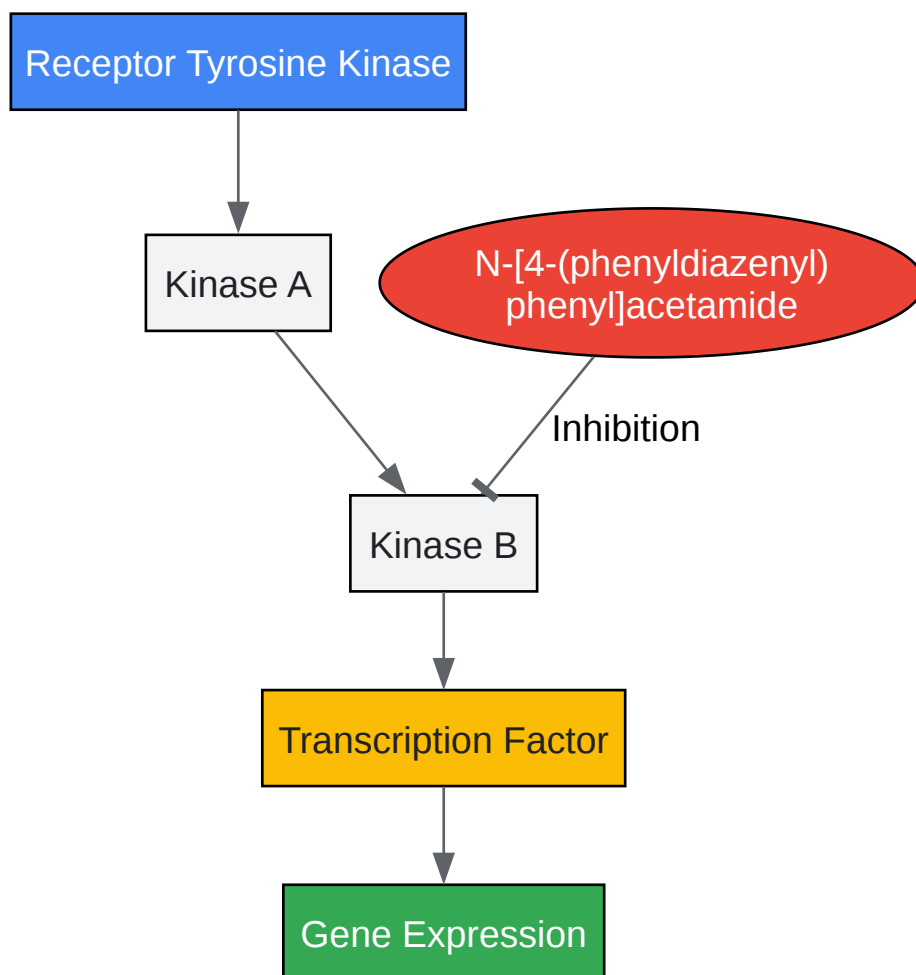 Receptor Tyrosine Kinase
Kinase A
N-[4-(phenyldiazenyl)
phenyl]acetamide
Inhibition
Kinase B
Transcription Factor
Gene Expression